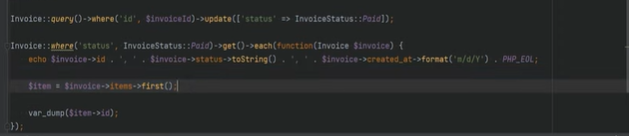 Invoice::query()->where('id', $invoiceId)->update(['status' => InvoiceStatus::Paid]);
Invoice::where('status', InvoiceStatus::Paid)->get()->each(function(Invoice $invoice) {
echo $invoice->id . ', ' . $invoice->status->toString() . ', ' . $invoice->created_at->format('m/d/Y') . PHP_EOL;
$item = $invoice->items->first();
var_dump($item->id);
});